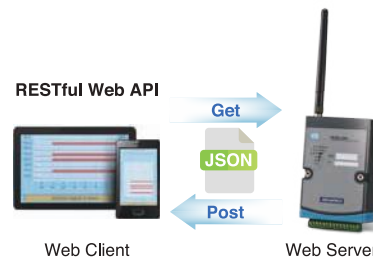 RESTful Web API
Get
JSON
Post
Web Client
Web Server